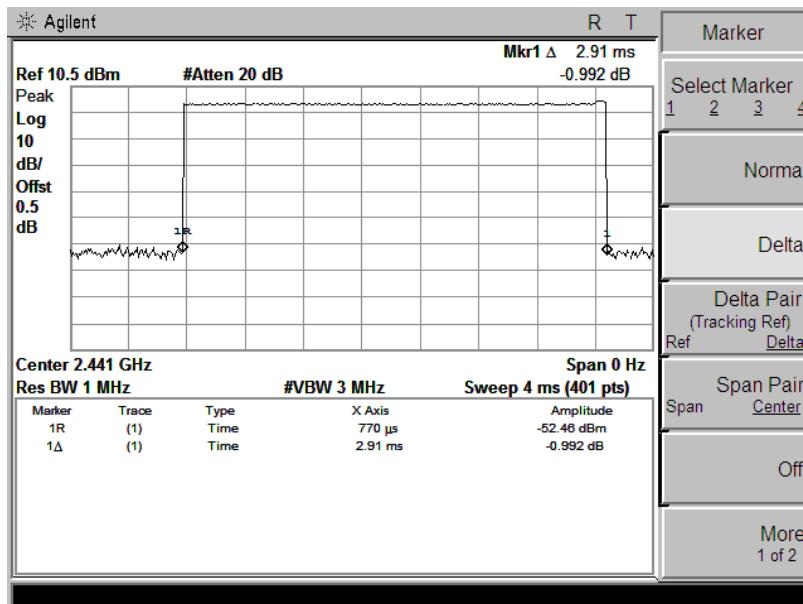 Agilent R T
Mkr1 Δ 2.91 ms
Ref 10.5 dBm #Atten 20 dB -0.992 dB
Peak
Log
10
dB/
Offst
0.5
dB
1R
1
Center 2.441 GHz Span 0 Hz
Res BW 1 MHz #VBW 3 MHz Sweep 4 ms (401 pts)
Marker Trace Type X Axis Amplitude
1R (1) Time 770 µs -52.46 dBm
1Δ (1) Time 2.91 ms -0.992 dB
Marker
Select Marker
1 2 3 4
Norma
Delta
Delta Pair
(Tracking Ref)
Ref Delta
Span Pair
Span Center
Off
More
1 of 2